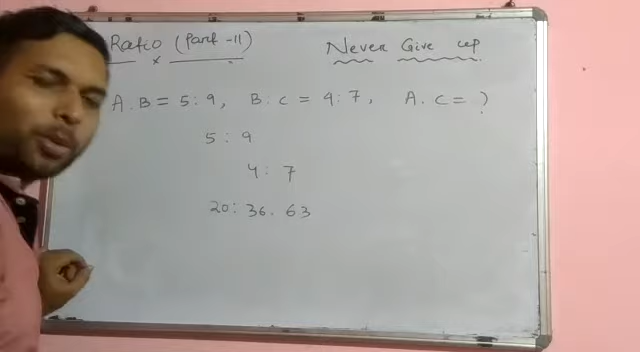 Ratio (Part -11)
Never Give up
A : B = 5 : 9, B : C = 4 : 7, A : C = ?
5 : 9
4 : 7
20 : 36 . 63